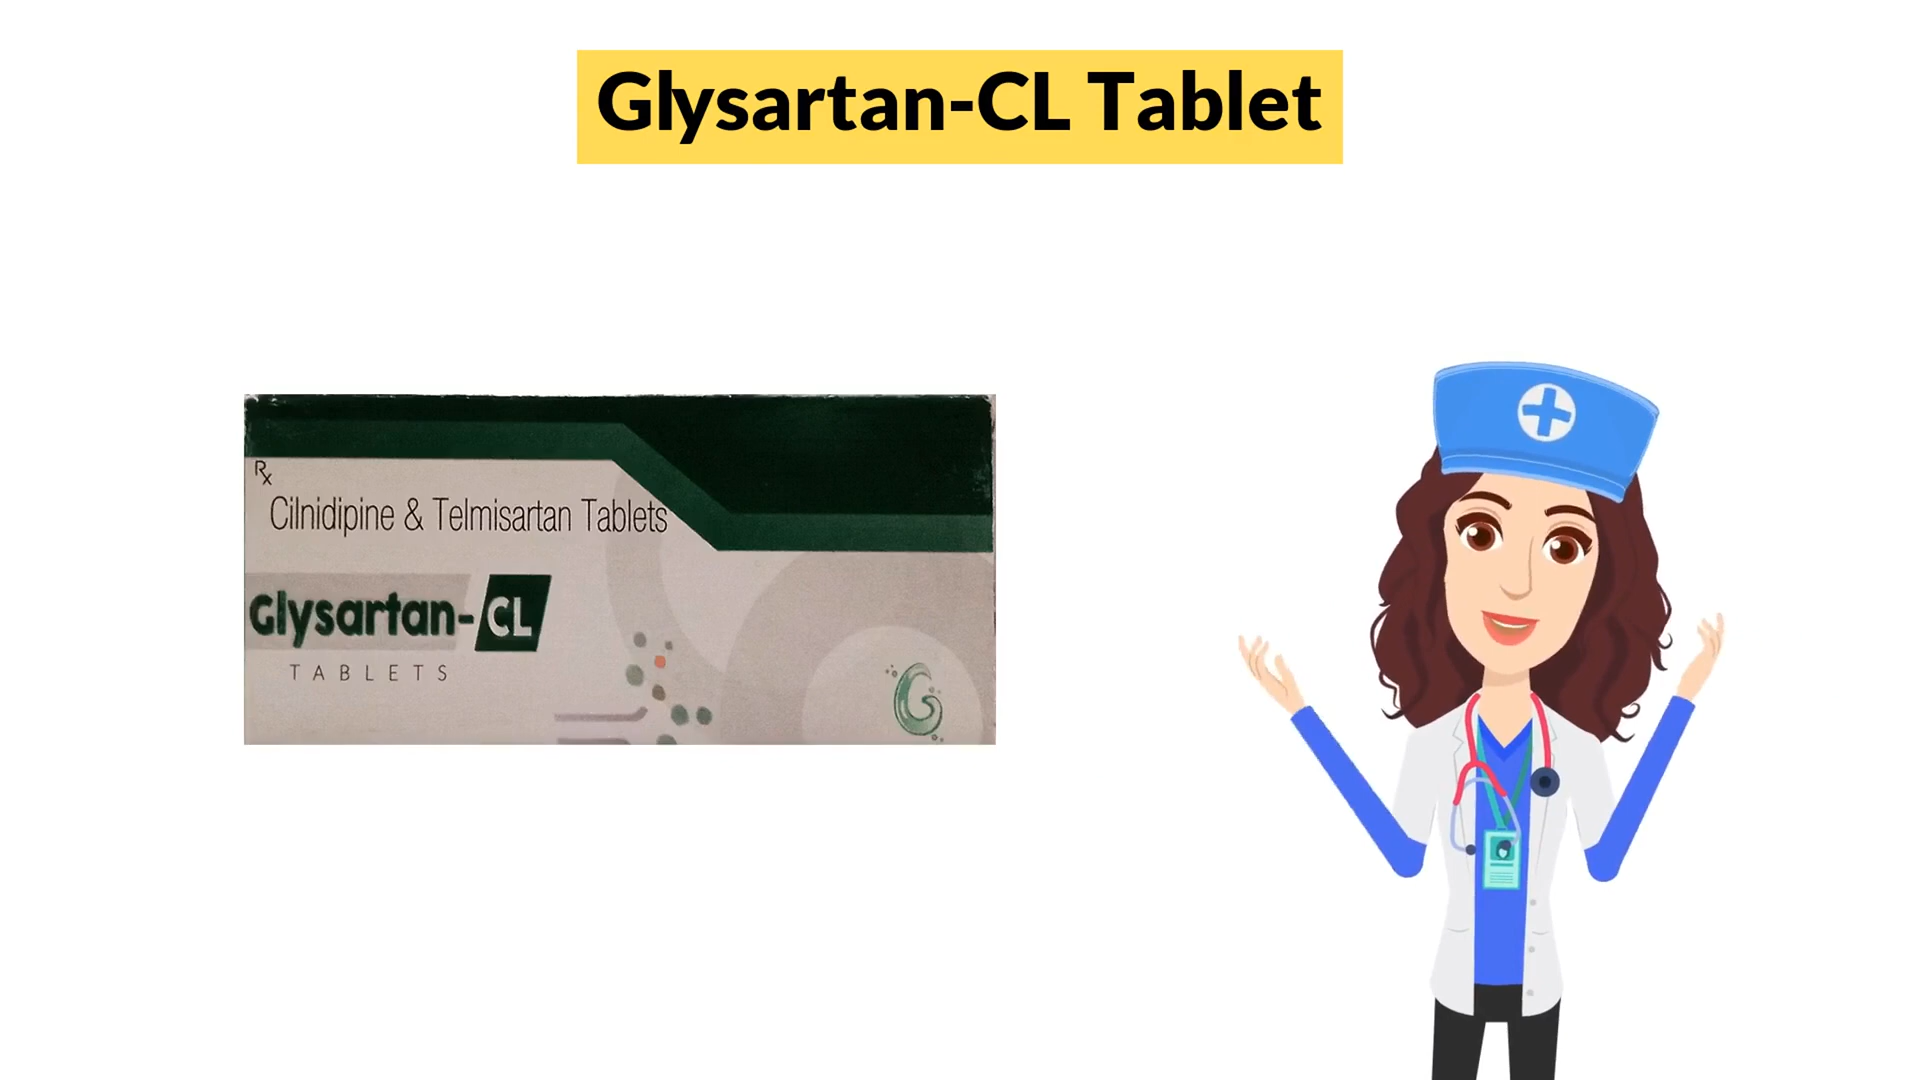 Glysartan-CL Tablet
Rx
Cilnidipine & Telmisartan Tablets
Glysartan-CL
TABLETS
G